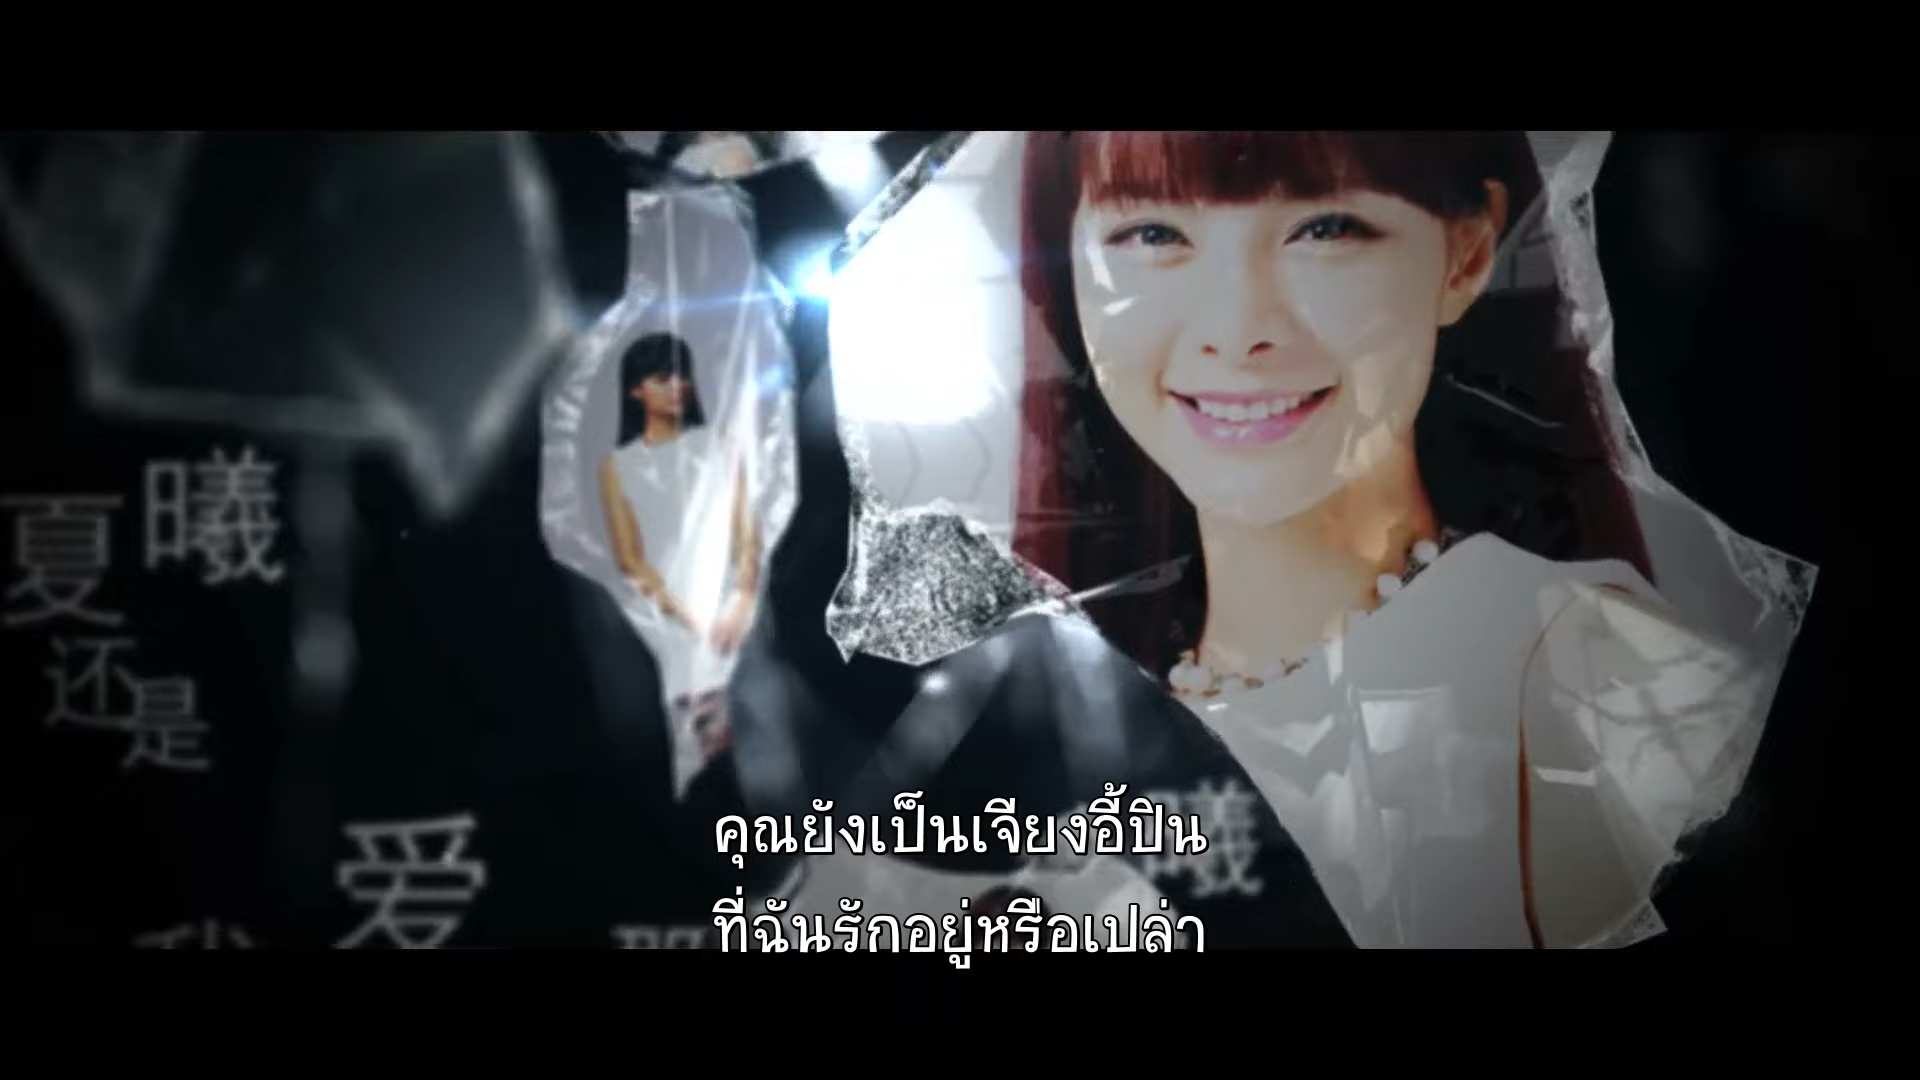 曦
夏
还
是
爱
曦
คุณยังเป็นเจียงอี้ปิน
ที่ฉันรักอยู่หรือเปล่า